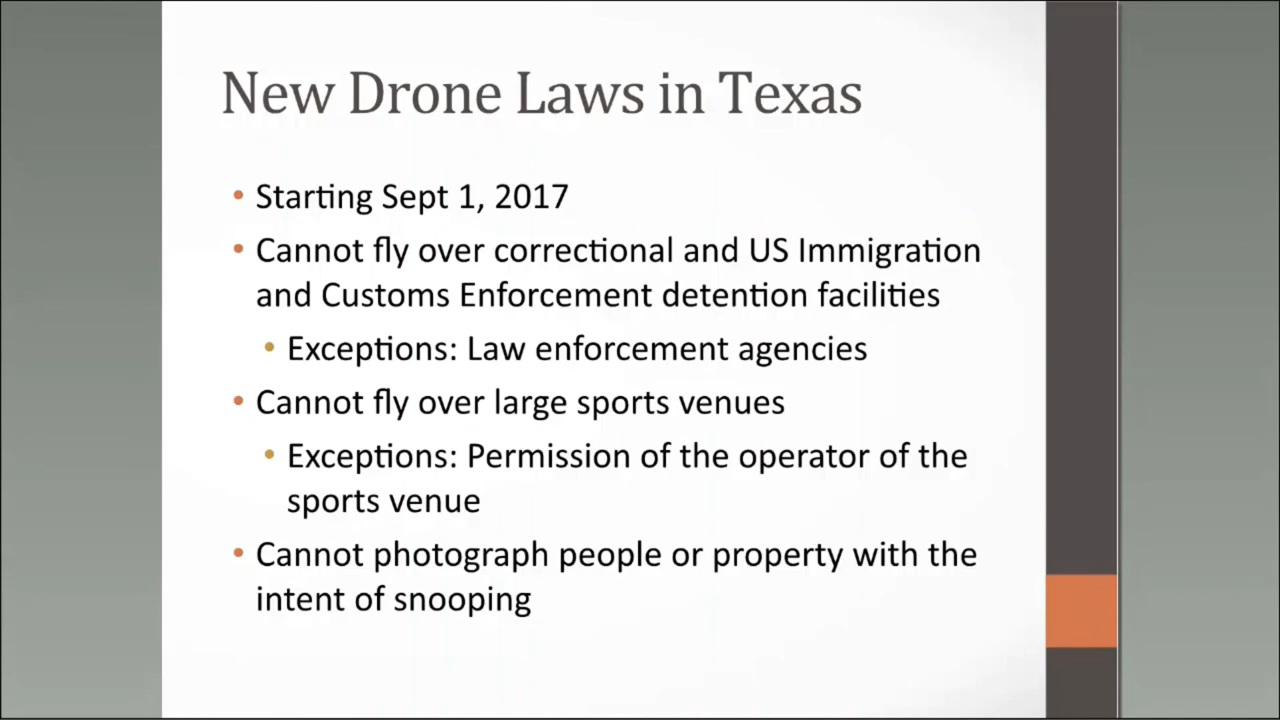 New Drone Laws in Texas
• Starting Sept 1, 2017
• Cannot fly over correctional and US Immigration
and Customs Enforcement detention facilities
• Exceptions: Law enforcement agencies
• Cannot fly over large sports venues
• Exceptions: Permission of the operator of the
sports venue
• Cannot photograph people or property with the
intent of snooping